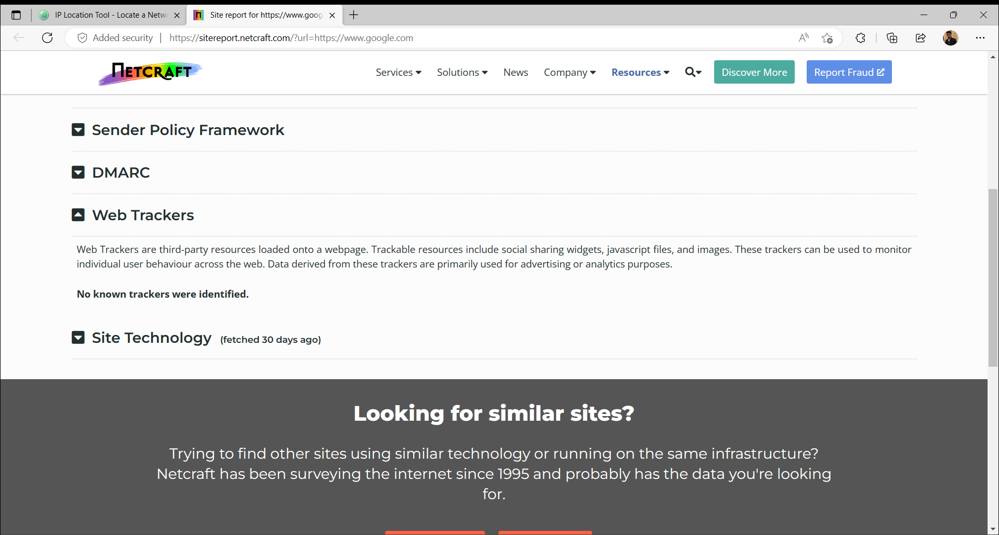 IP Location Tool - Locate a Netw
Site report for https://www.goog
Added security
https://sitereport.netcraft.com/?url=https://www.google.com
NETCRAFT
Services
Solutions
News
Company
Resources
Discover More
Report Fraud
Sender Policy Framework
DMARC
Web Trackers
Web Trackers are third-party resources loaded onto a webpage. Trackable resources include social sharing widgets, javascript files, and images. These trackers can be used to monitor
individual user behaviour across the web. Data derived from these trackers are primarily used for advertising or analytics purposes.
No known trackers were identified.
Site Technology (fetched 30 days ago)
Looking for similar sites?
Trying to find other sites using similar technology or running on the same infrastructure?
Netcraft has been surveying the internet since 1995 and probably has the data you're looking
for.